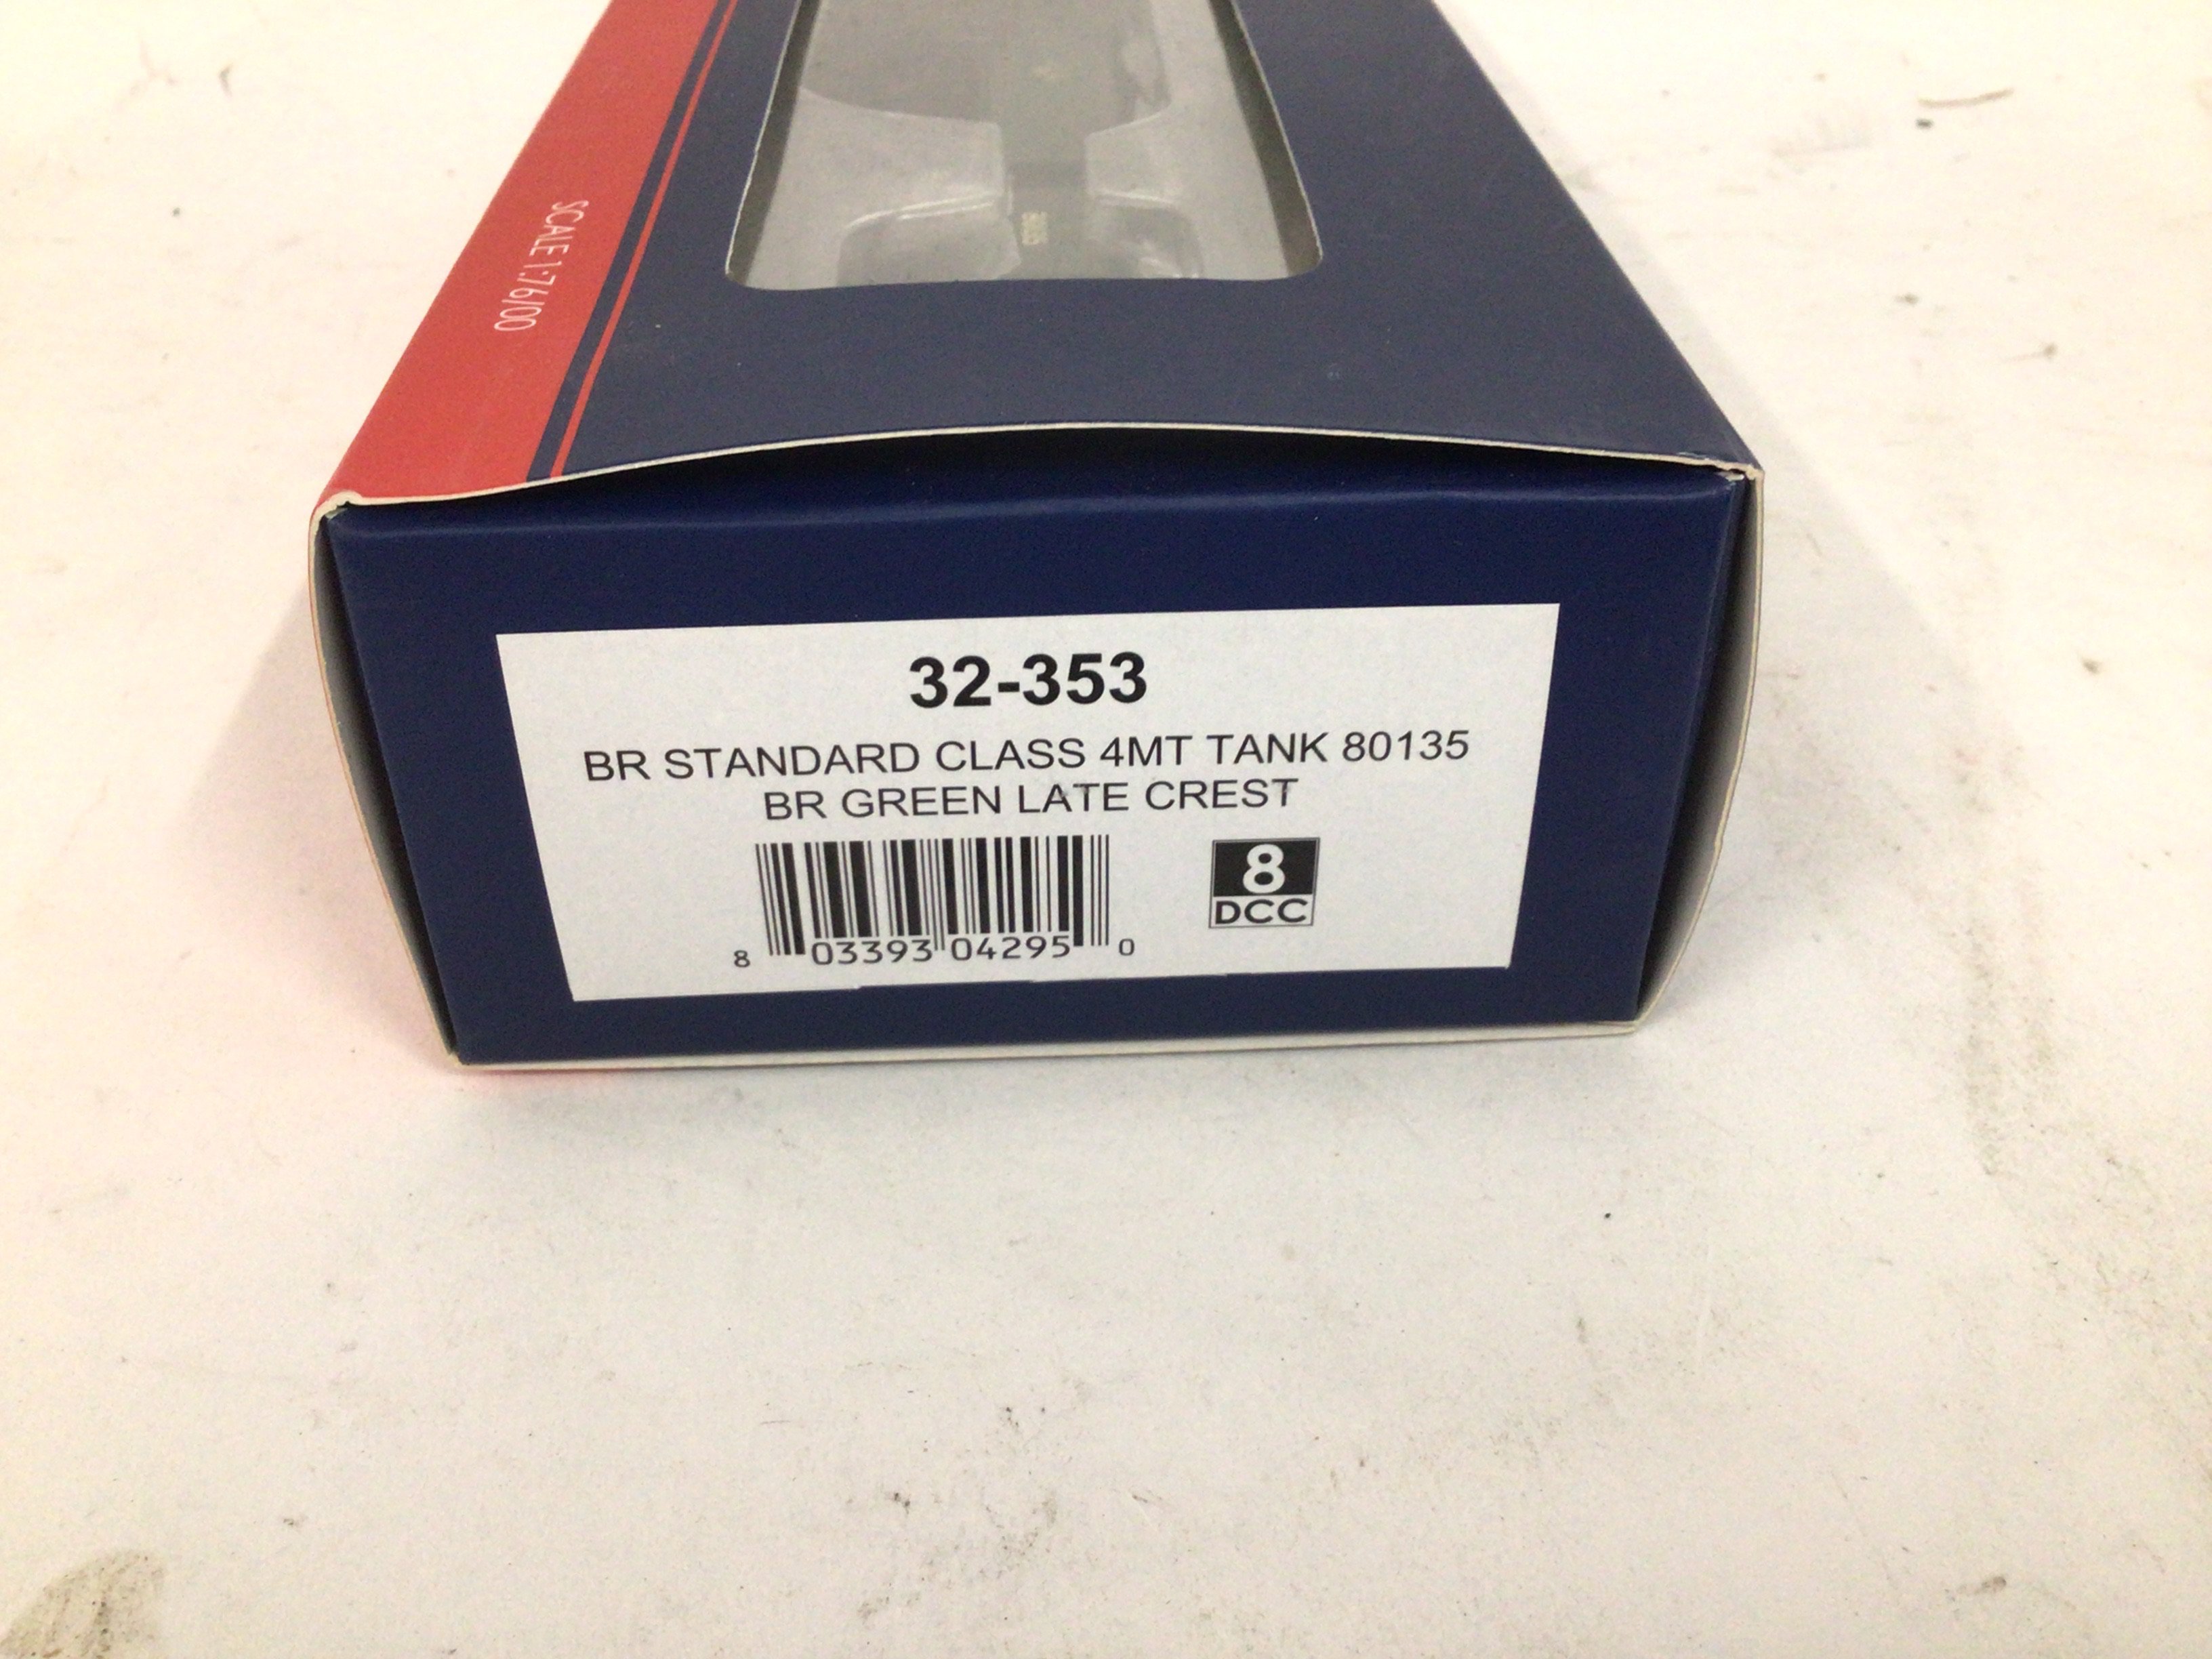 SCALE 1:76/00
32-353
BR STANDARD CLASS 4MT TANK 80135
BR GREEN LATE CREST
8 03393 04295 0
8
DCC